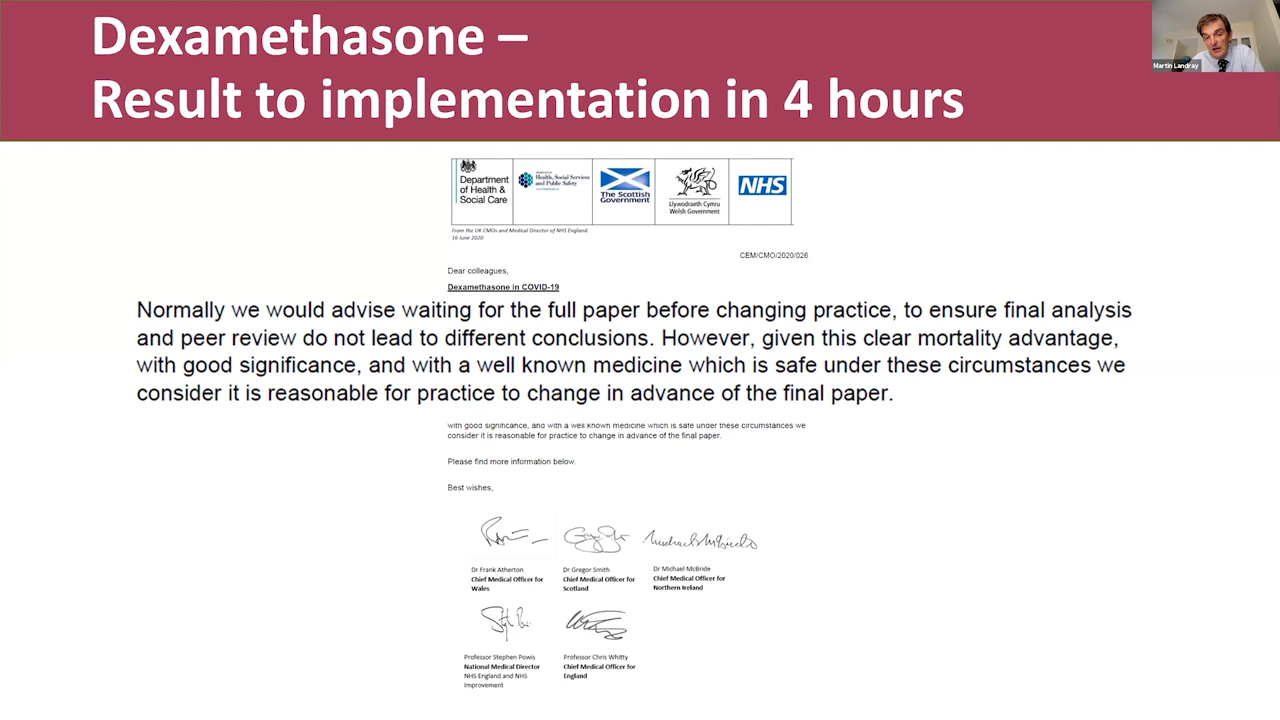 Dexamethasone –
Result to implementation in 4 hours
Martin Landray
Department
of Health &
Social Care
Health, Social Services
and Public Safety
The Scottish
Government
Llywodraeth Cymru
Welsh Government
NHS
From the UK CMOs and Medical Director of NHS England.
16 June 2020
CEM/CMO/2020/026
Dear colleagues,
Dexamethasone in COVID-19
Normally we would advise waiting for the full paper before changing practice, to ensure final analysis
and peer review do not lead to different conclusions. However, given this clear mortality advantage,
with good significance, and with a well known medicine which is safe under these circumstances we
consider it is reasonable for practice to change in advance of the final paper.
with good significance, and with a well known medicine which is safe under these circumstances we
consider it is reasonable for practice to change in advance of the final paper.
Please find more information below.
Best wishes,
Dr Frank Atherton
Chief Medical Officer for
Wales
Dr Gregor Smith
Chief Medical Officer for
Scotland
Dr Michael McBride
Chief Medical Officer for
Northern Ireland
Professor Stephen Powis
National Medical Director
NHS England and NHS
Improvement
Professor Chris Whitty
Chief Medical Officer for
England